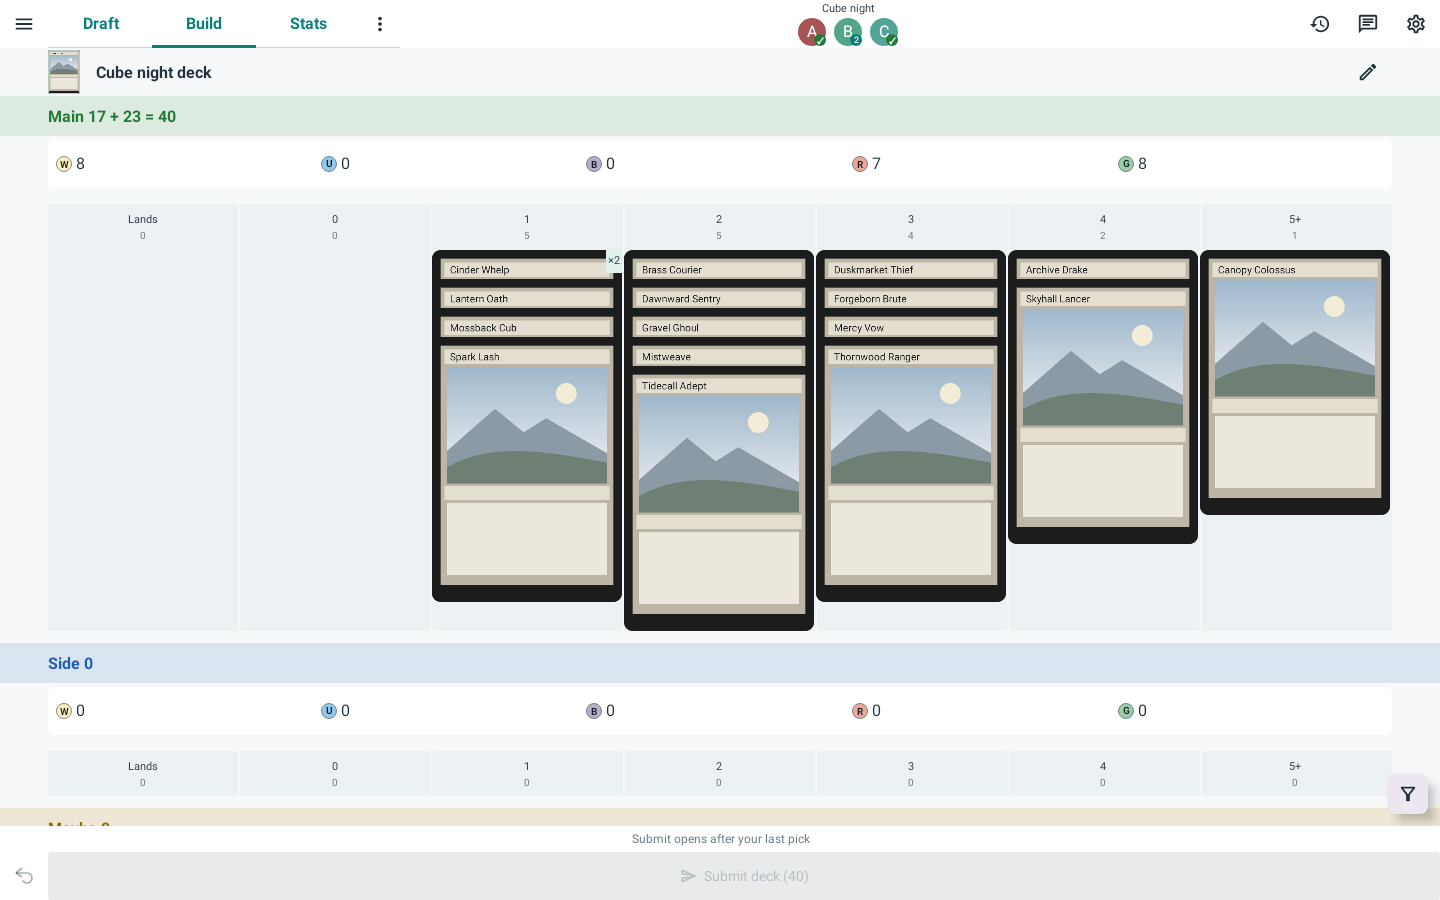 Draft
Build
Stats
Cube night
A
B
2
C
Cube night deck
Main 17 + 23 = 40
W 8
U 0
B 0
R 7
G 8
Lands
0
0
0
1
5
2
5
3
4
4
2
5+
1
Cinder Whelp
×2
Lantern Oath
Mossback Cub
Spark Lash
Brass Courier
Dawnward Sentry
Gravel Ghoul
Mistweave
Tidecall Adept
Duskmarket Thief
Forgeborn Brute
Mercy Vow
Thornwood Ranger
Archive Drake
Skyhall Lancer
Canopy Colossus
Side 0
W 0
U 0
B 0
R 0
G 0
Lands
0
0
0
1
0
2
0
3
0
4
0
5+
0
Submit opens after your last pick
Submit deck (40)